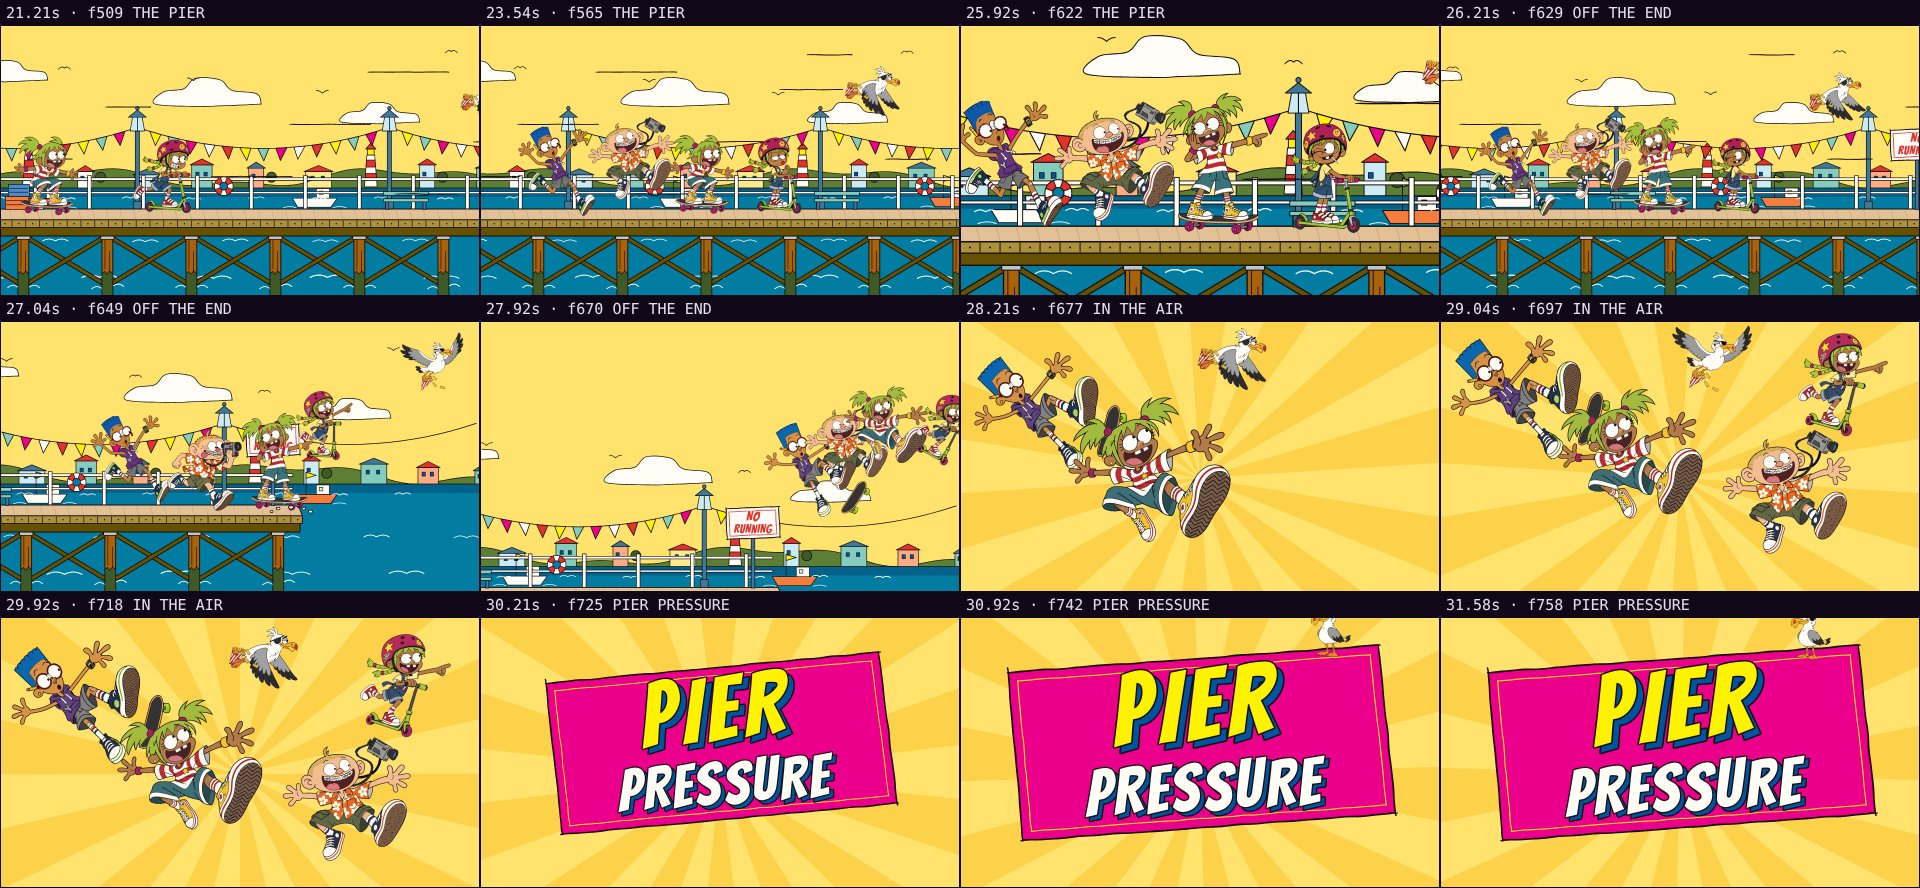 21.21s · f509 THE PIER
23.54s · f565 THE PIER
25.92s · f622 THE PIER
26.21s · f629 OFF THE END
27.04s · f649 OFF THE END
27.92s · f670 OFF THE END
NO
RUNNING
28.21s · f677 IN THE AIR
29.04s · f697 IN THE AIR
29.92s · f718 IN THE AIR
30.21s · f725 PIER PRESSURE
PIER
PRESSURE
30.92s · f742 PIER PRESSURE
PIER
PRESSURE
31.58s · f758 PIER PRESSURE
PIER
PRESSURE